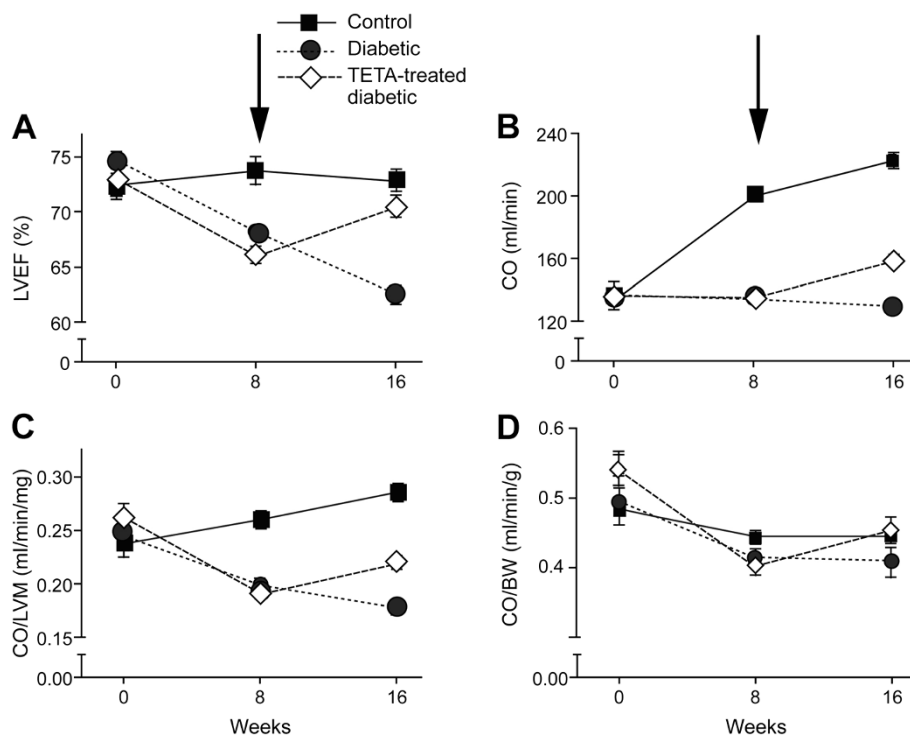 Control
Diabetic
TETA-treated
diabetic
A
75
70
65
60
0
LVEF (%)
0 8 16
B
240
200
160
120
0
CO (ml/min)
0 8 16
C
0.30
0.25
0.20
0.15
0.00
CO/LVM (ml/min/mg)
0 8 16
Weeks
D
0.6
0.5
0.4
0.00
CO/BW (ml/min/g)
0 8 16
Weeks